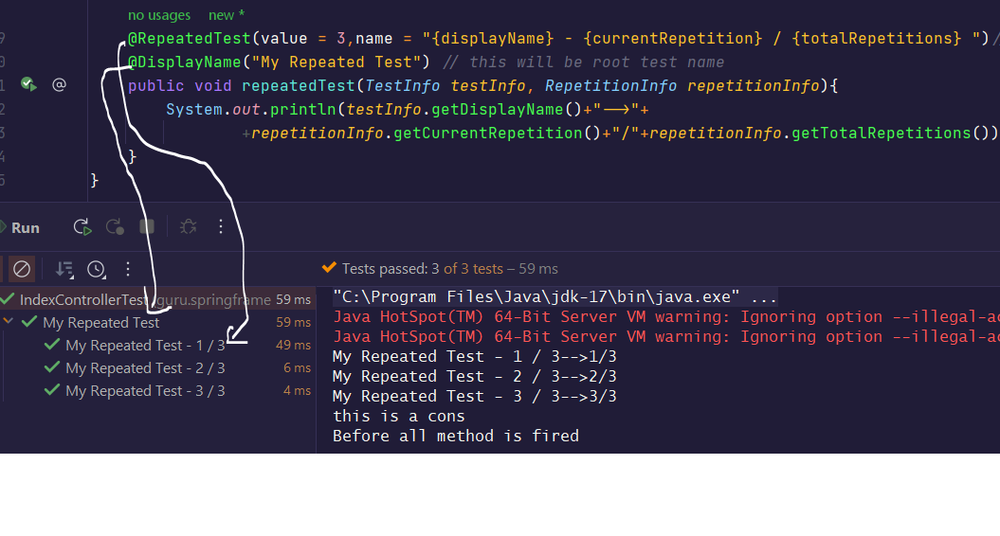 no usages new *
@RepeatedTest(value = 3,name = "{displayName} - {currentRepetition} / {totalRepetitions} ")/
@DisplayName("My Repeated Test") // this will be root test name
public void repeatedTest(TestInfo testInfo, RepetitionInfo repetitionInfo){
System.out.println(testInfo.getDisplayName()+"-->"+
+repetitionInfo.getCurrentRepetition()+"/"+repetitionInfo.getTotalRepetitions())
}
}
Run
Tests passed: 3 of 3 tests – 59 ms
IndexControllerTest guru.springframe 59 ms
My Repeated Test 59 ms
My Repeated Test - 1 / 3 49 ms
My Repeated Test - 2 / 3 6 ms
My Repeated Test - 3 / 3 4 ms
"C:\Program Files\Java\jdk-17\bin\java.exe" ...
Java HotSpot(TM) 64-Bit Server VM warning: Ignoring option --illegal-ac
Java HotSpot(TM) 64-Bit Server VM warning: Ignoring option --illegal-ac
My Repeated Test - 1 / 3-->1/3
My Repeated Test - 2 / 3-->2/3
My Repeated Test - 3 / 3-->3/3
this is a cons
Before all method is fired